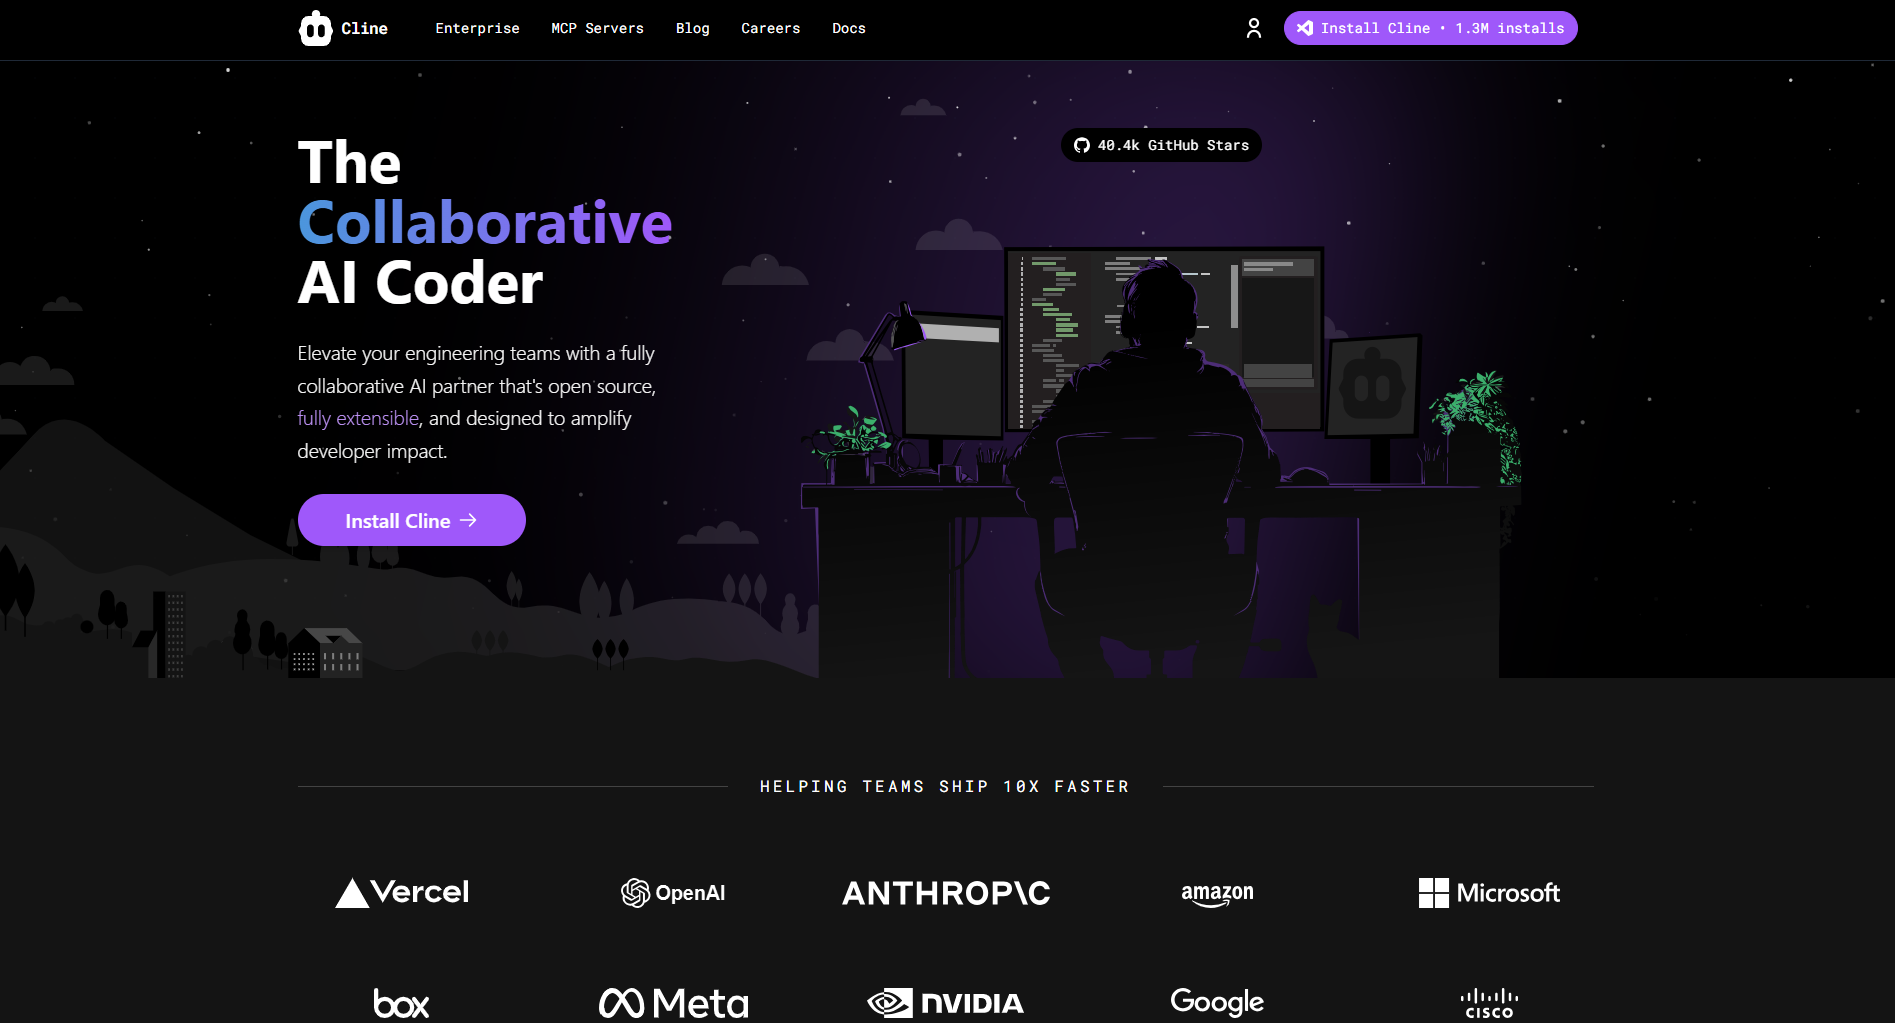 Cline
Enterprise
MCP Servers
Blog
Careers
Docs
Install Cline • 1.3M installs
The
Collaborative
AI Coder
40.4k GitHub Stars
Elevate your engineering teams with a fully
collaborative AI partner that's open source,
fully extensible, and designed to amplify
developer impact.
Install Cline →
HELPING TEAMS SHIP 10X FASTER
Vercel
OpenAI
ANTHROP\C
amazon
Microsoft
box
Meta
NVIDIA
Google
CISCO